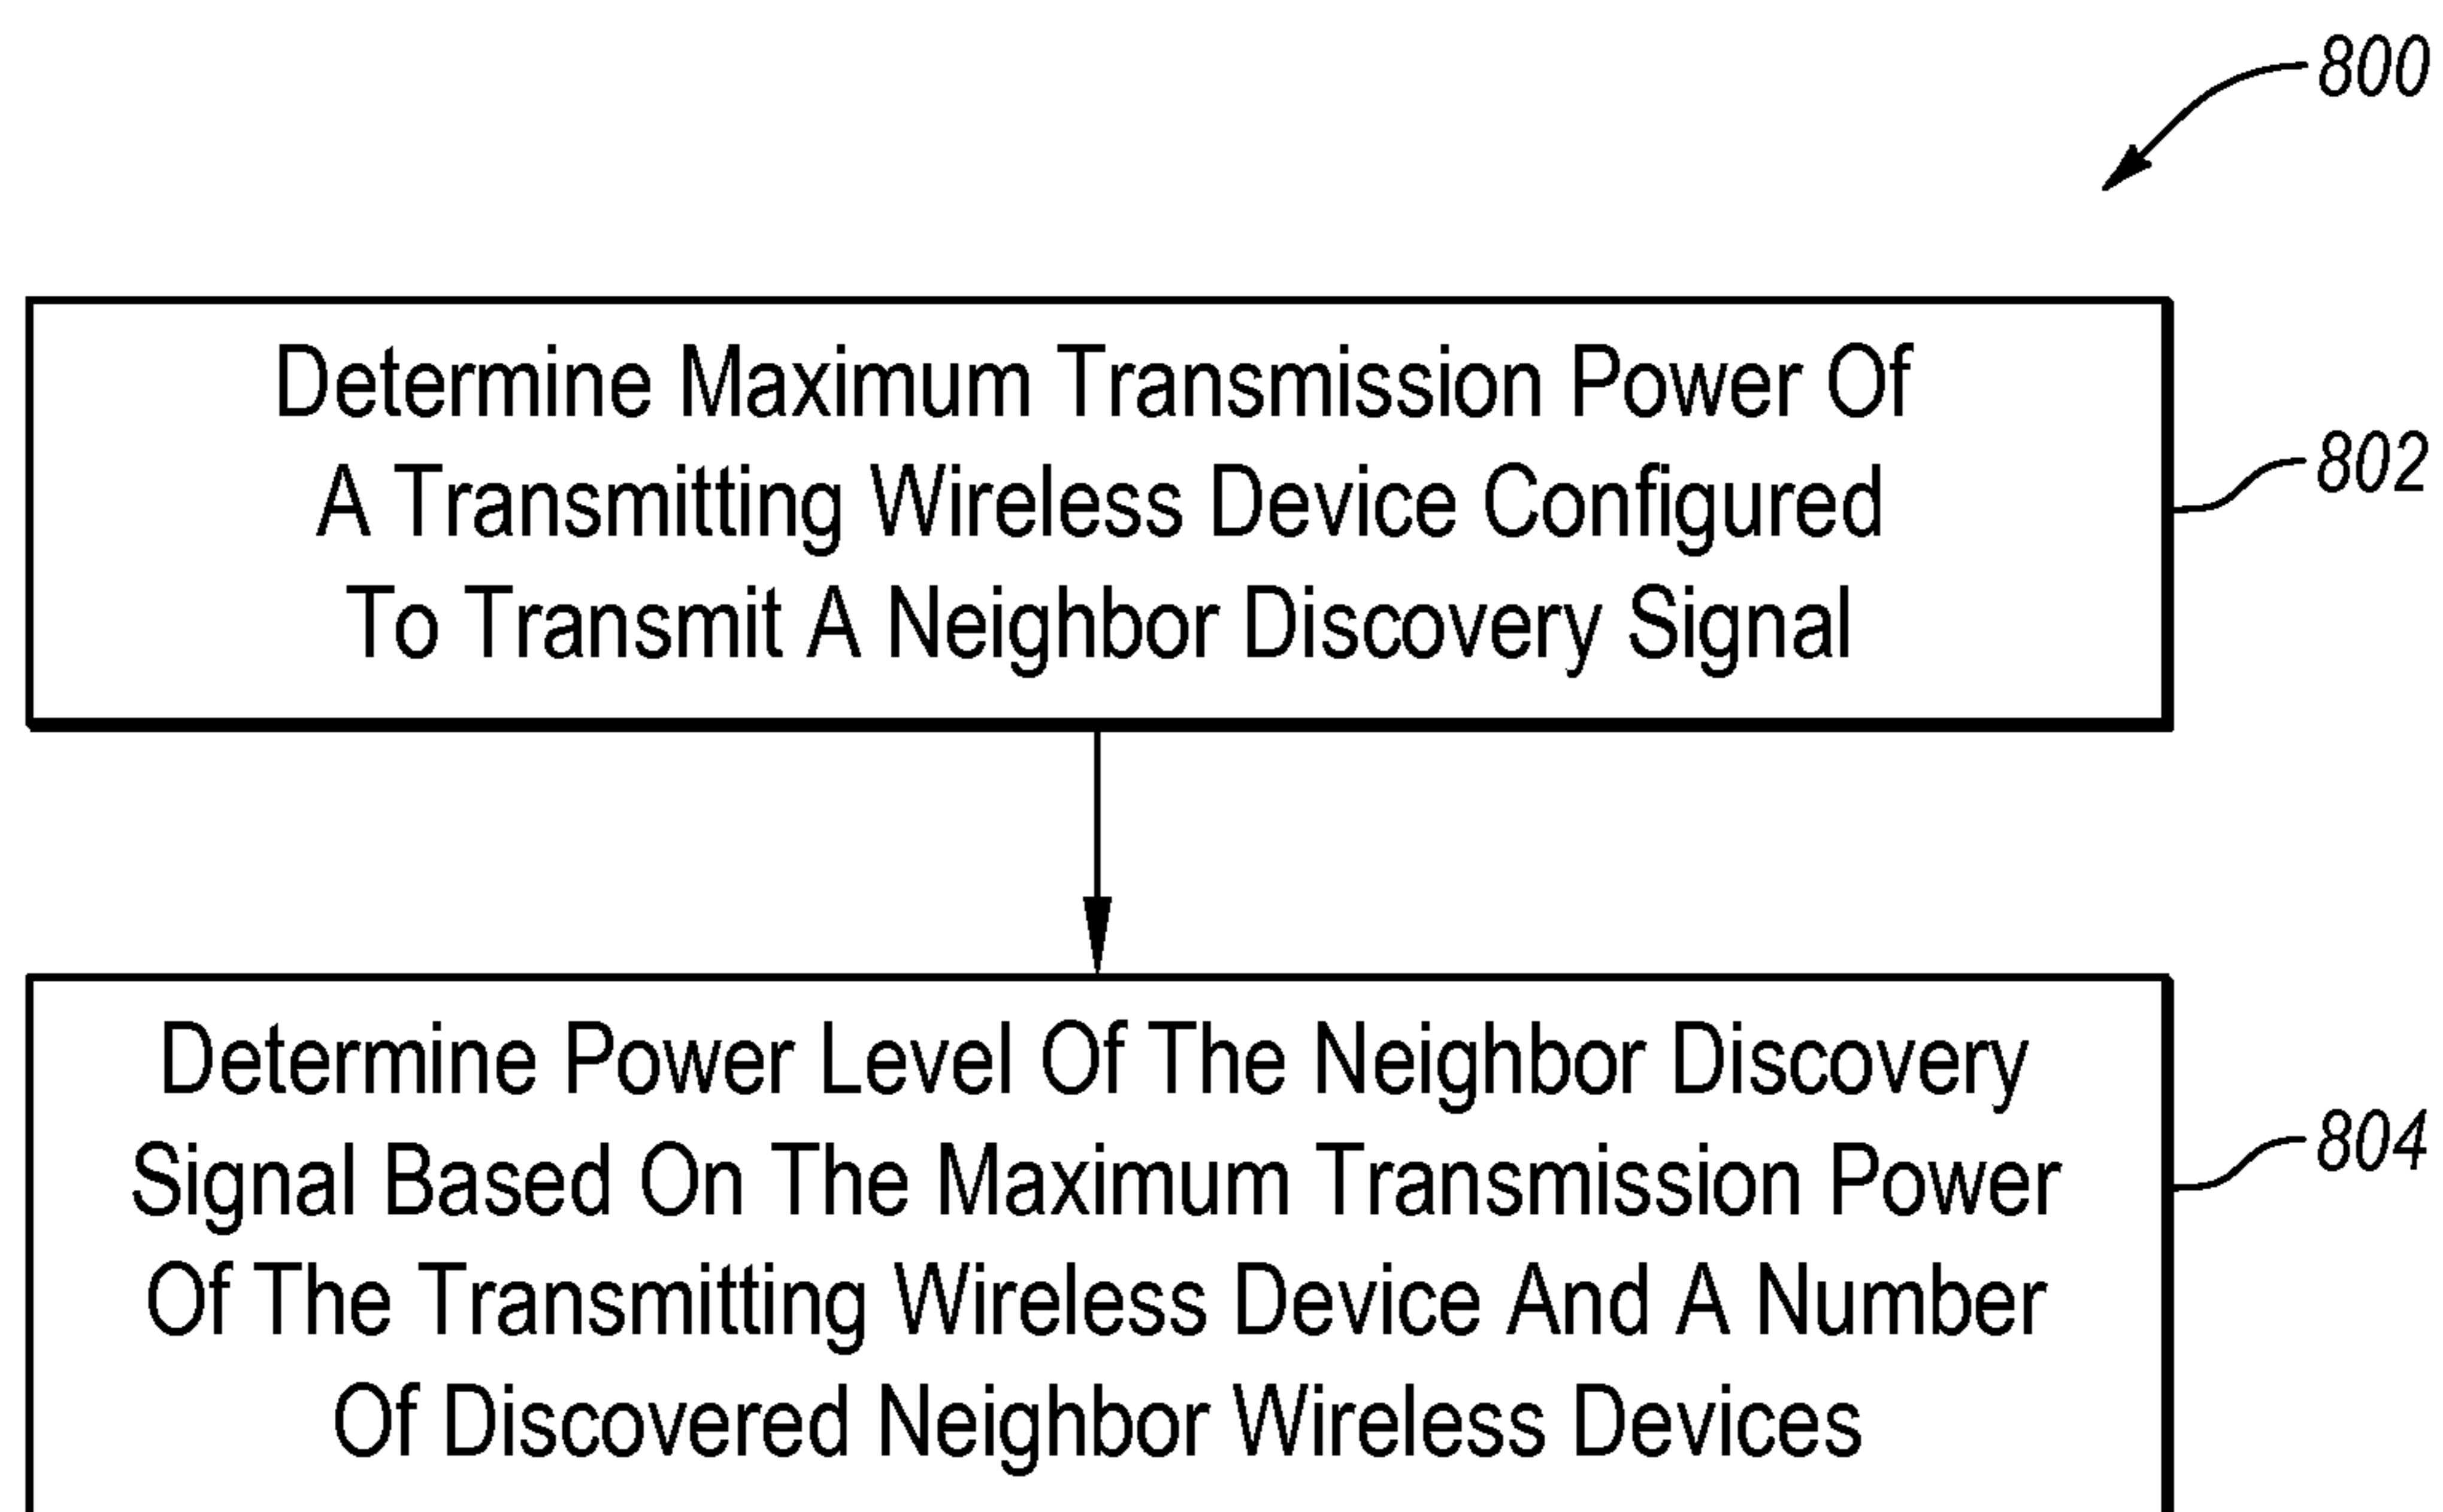 800
Determine Maximum Transmission Power Of
A Transmitting Wireless Device Configured
To Transmit A Neighbor Discovery Signal
802
Determine Power Level Of The Neighbor Discovery
Signal Based On The Maximum Transmission Power
Of The Transmitting Wireless Device And A Number
Of Discovered Neighbor Wireless Devices
804